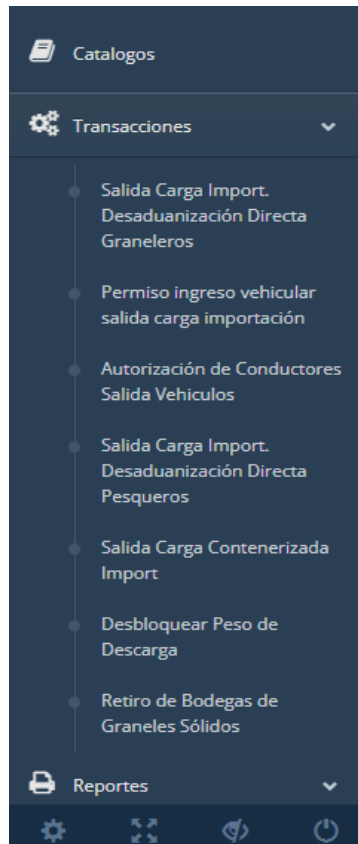 Catalogos
Transacciones
Salida Carga Import.
Desaduanización Directa
Graneleros
Permiso ingreso vehicular
salida carga importación
Autorización de Conductores
Salida Vehiculos
Salida Carga Import.
Desaduanización Directa
Pesqueros
Salida Carga Contenerizada
Import
Desbloquear Peso de
Descarga
Retiro de Bodegas de
Graneles Sólidos
Reportes